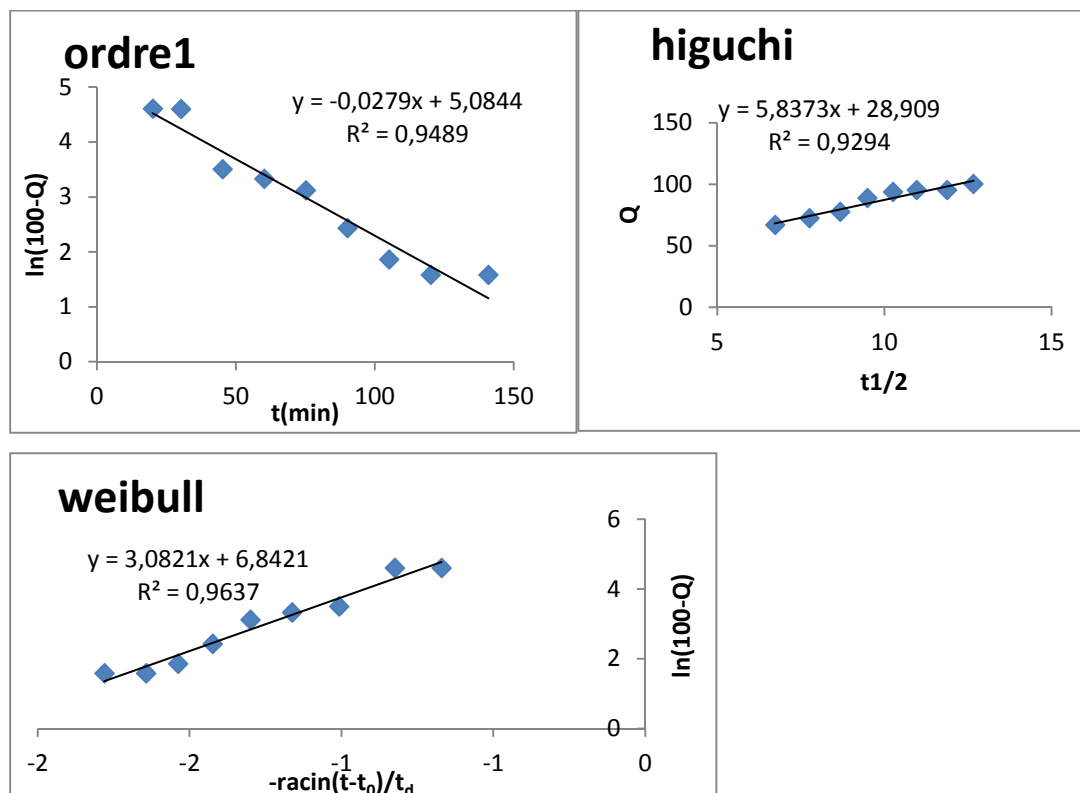 ordre1
y = -0,0279x + 5,0844
R² = 0,9489
ln(100-Q)
5
4
3
2
1
0
0 50 100 150
t(min)
higuchi
y = 5,8373x + 28,909
R² = 0,9294
Q
150
100
50
0
5 10 15
t1/2
weibull
y = 3,0821x + 6,8421
R² = 0,9637
6
4
2
0
ln(100-Q)
-2 -2 -1 -1 0
-racin(t-t₀)/t_d